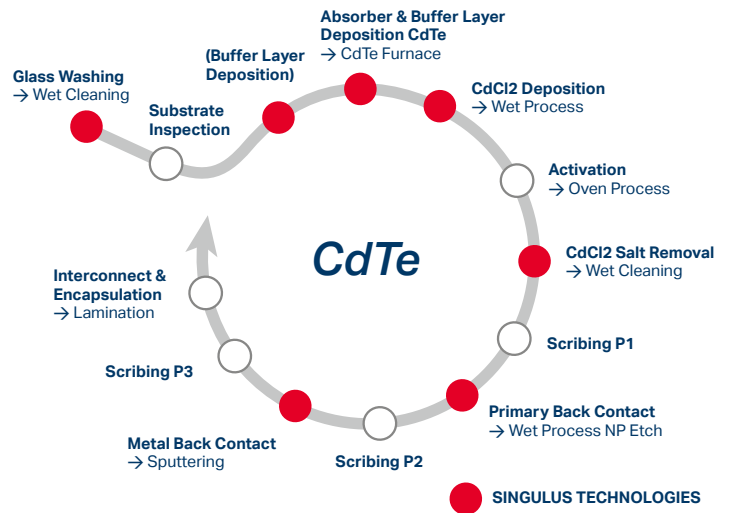 Glass Washing
→ Wet Cleaning
Substrate
Inspection
(Buffer Layer
Deposition)
Absorber & Buffer Layer
Deposition CdTe
→ CdTe Furnace
CdCl2 Deposition
→ Wet Process
Activation
→ Oven Process
CdCl2 Salt Removal
→ Wet Cleaning
Scribing P1
Primary Back Contact
→ Wet Process NP Etch
Scribing P2
Metal Back Contact
→ Sputtering
Scribing P3
Interconnect &
Encapsulation
→ Lamination
CdTe
SINGULUS TECHNOLOGIES